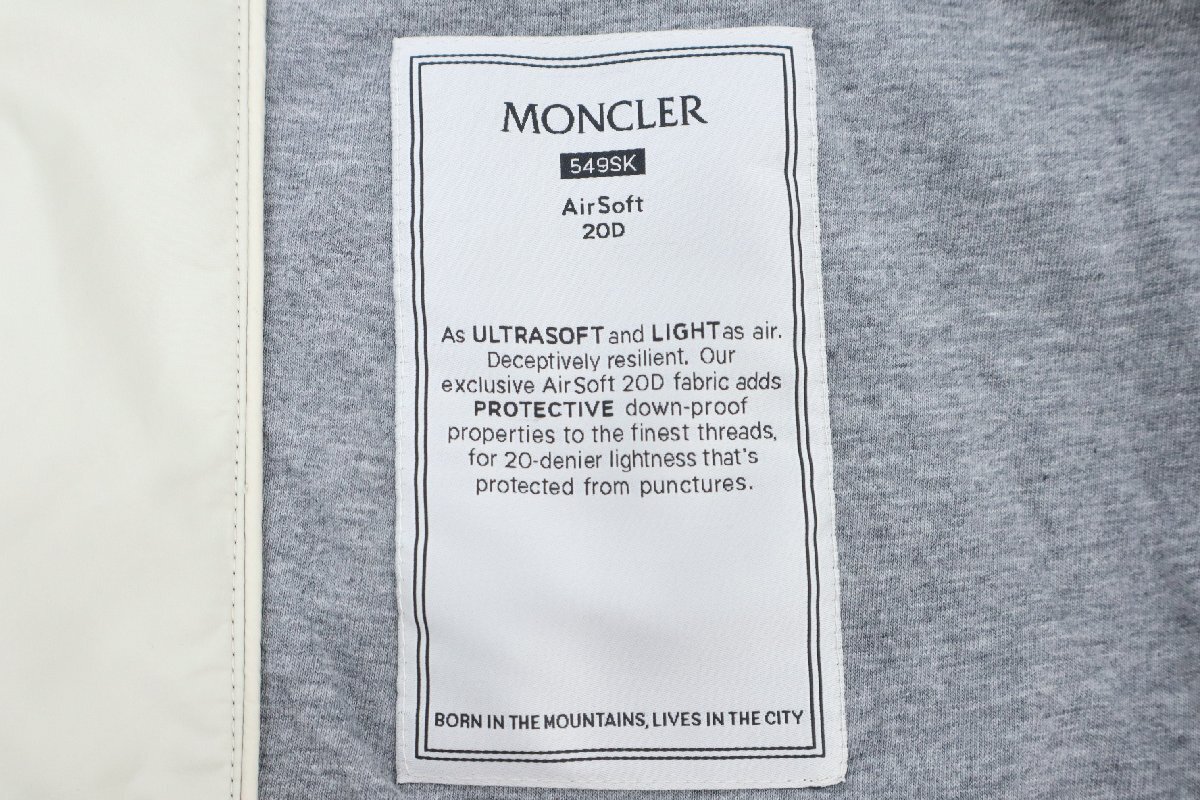 MONCLER
549SK
AirSoft
20D
As ULTRASOFT and LIGHT as air.
Deceptively resilient. Our
exclusive AirSoft 20D fabric adds
PROTECTIVE down-proof
properties to the finest threads,
for 20-denier lightness that's
protected from punctures.
BORN IN THE MOUNTAINS, LIVES IN THE CITY